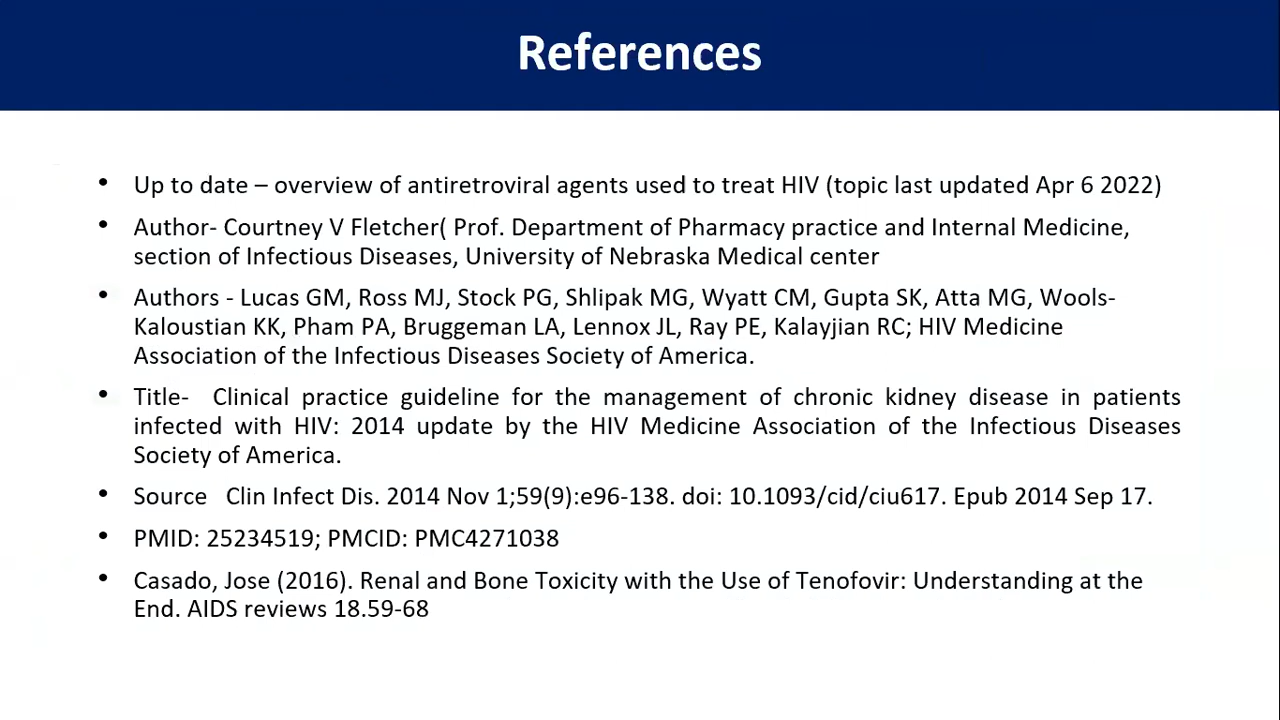 References
• Up to date – overview of antiretroviral agents used to treat HIV (topic last updated Apr 6 2022)
• Author- Courtney V Fletcher( Prof. Department of Pharmacy practice and Internal Medicine,
section of Infectious Diseases, University of Nebraska Medical center
• Authors - Lucas GM, Ross MJ, Stock PG, Shlipak MG, Wyatt CM, Gupta SK, Atta MG, Wools-
Kaloustian KK, Pham PA, Bruggeman LA, Lennox JL, Ray PE, Kalayjian RC; HIV Medicine
Association of the Infectious Diseases Society of America.
• Title- Clinical practice guideline for the management of chronic kidney disease in patients
infected with HIV: 2014 update by the HIV Medicine Association of the Infectious Diseases
Society of America.
• Source Clin Infect Dis. 2014 Nov 1;59(9):e96-138. doi: 10.1093/cid/ciu617. Epub 2014 Sep 17.
• PMID: 25234519; PMCID: PMC4271038
• Casado, Jose (2016). Renal and Bone Toxicity with the Use of Tenofovir: Understanding at the
End. AIDS reviews 18.59-68